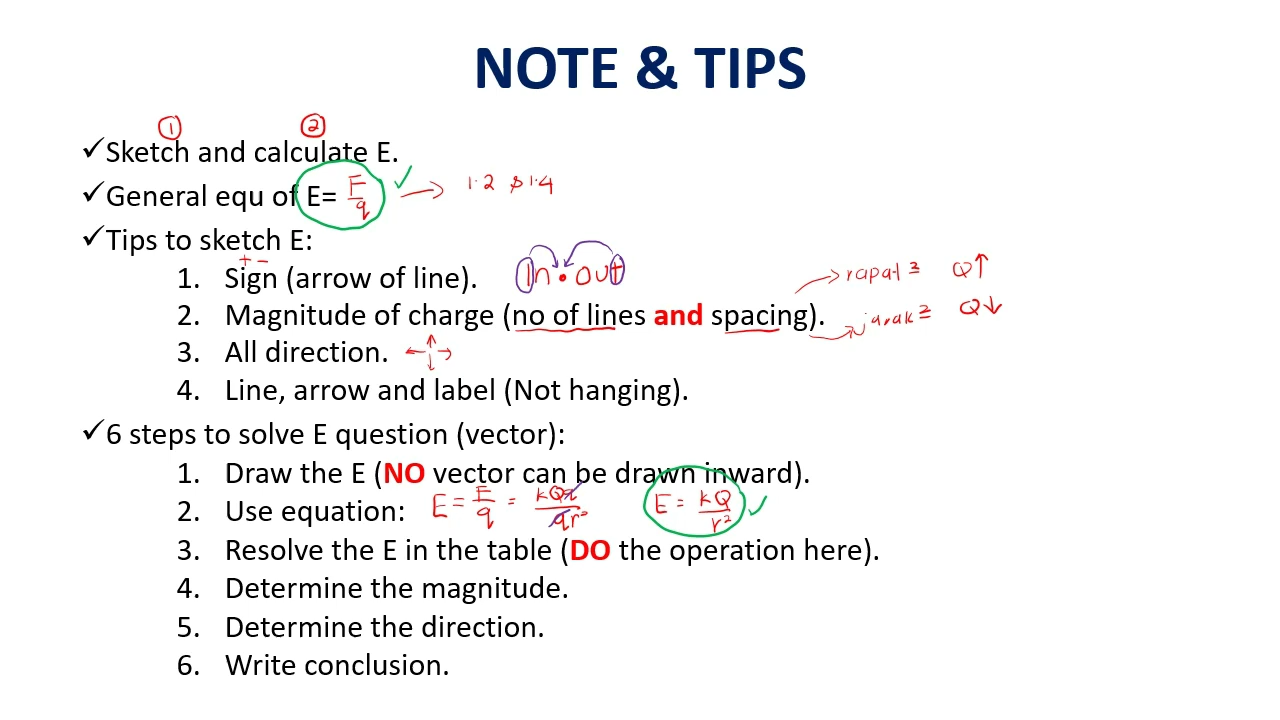 NOTE & TIPS
① ②
✓Sketch and calculate E.
✓General equ of E= F/q ✓ → 1.2 & 1.4
✓Tips to sketch E:
+ −
1. Sign (arrow of line). In • out
→ rapat2 Q↑
2. Magnitude of charge (no of lines and spacing).
→ jarak2 Q↓
3. All direction.
4. Line, arrow and label (Not hanging).
✓6 steps to solve E question (vector):
1. Draw the E (NO vector can be drawn inward).
2. Use equation: E = F/q = kQq/qr² E = kQ/r² ✓
3. Resolve the E in the table (DO the operation here).
4. Determine the magnitude.
5. Determine the direction.
6. Write conclusion.